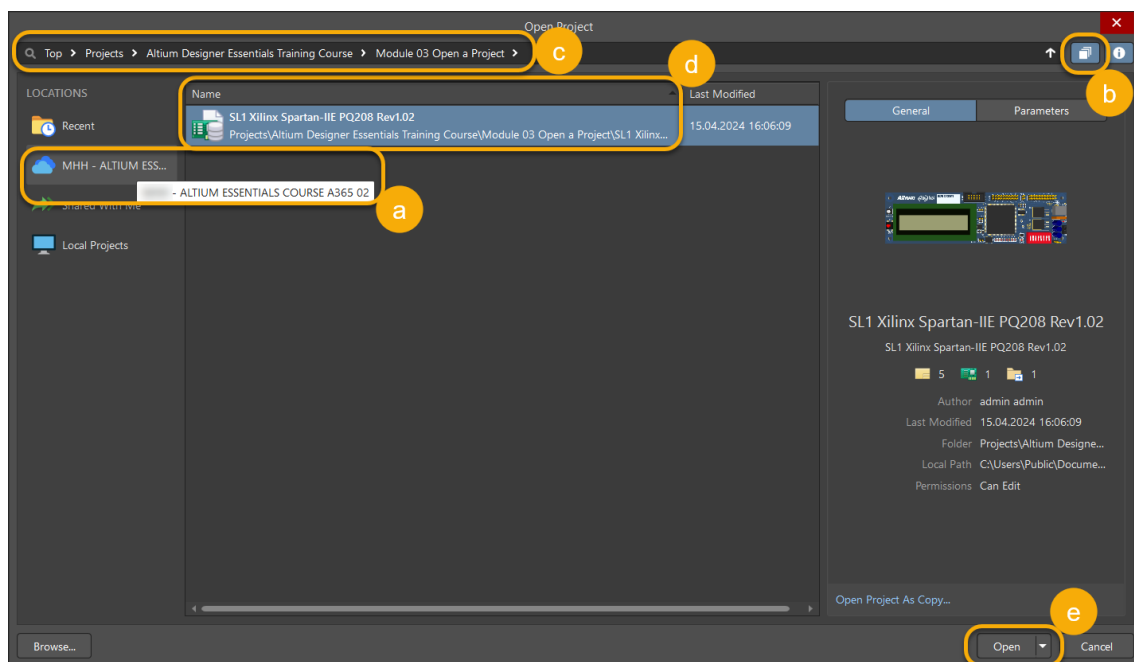 Open Project
Top > Projects > Altium Designer Essentials Training Course > Module 03 Open a Project >
c
d
b
LOCATIONS
Name
Last Modified
General
Parameters
Recent
SL1 Xilinx Spartan-IIE PQ208 Rev1.02
Projects\Altium Designer Essentials Training Course\Module 03 Open a Project\SL1 Xilinx...
15.04.2024 16:06:09
MHH - ALTIUM ESS...
- ALTIUM ESSENTIALS COURSE A365 02
a
Shared With Me
Local Projects
SL1 Xilinx Spartan-IIE PQ208 Rev1.02
SL1 Xilinx Spartan-IIE PQ208 Rev1.02
5 1 1
Author admin admin
Last Modified 15.04.2024 16:06:09
Folder Projects\Altium Designe...
Local Path C:\Users\Public\Docume...
Permissions Can Edit
Open Project As Copy...
e
Browse...
Open
Cancel